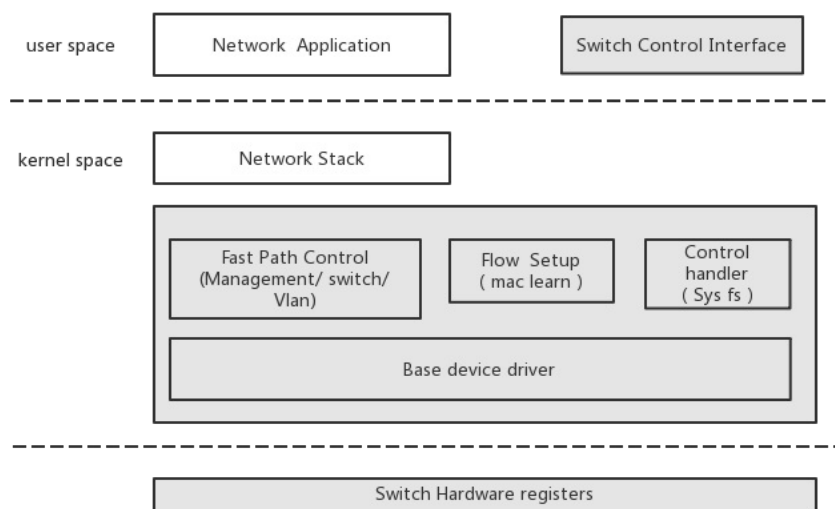 user space
Network Application
Switch Control Interface
kernel space
Network Stack
Fast Path Control
(Management/ switch/
Vlan)
Flow Setup
( mac learn )
Control
handler
( Sys fs )
Base device driver
Switch Hardware registers